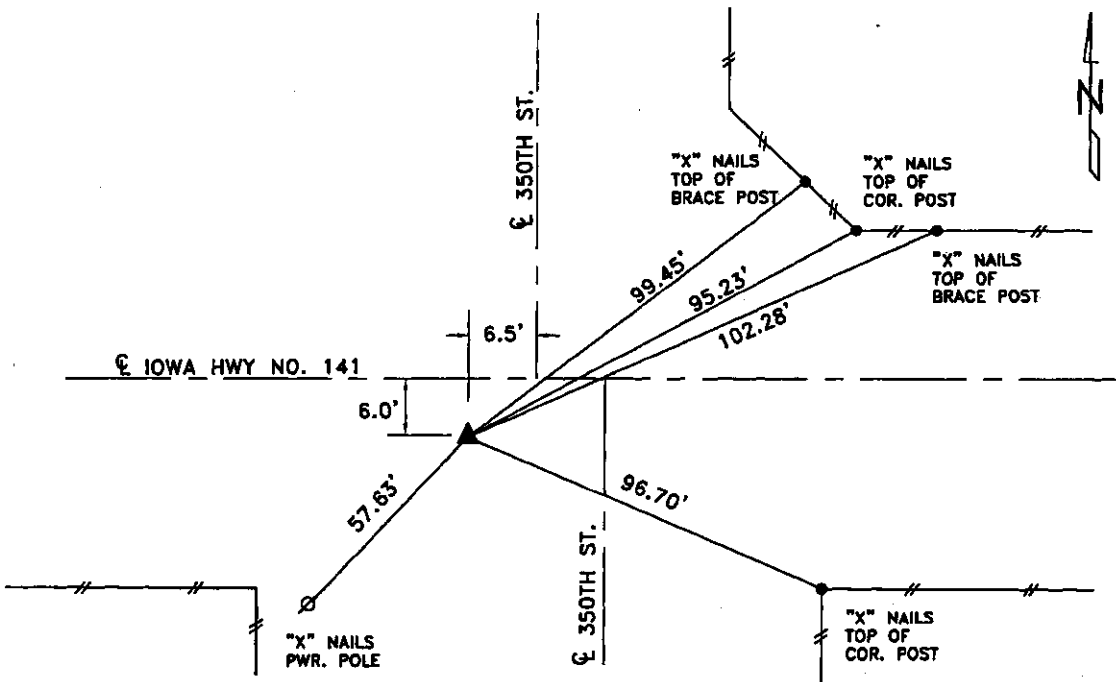 ℄ 350TH ST.
N
"X" NAILS
TOP OF
BRACE POST
"X" NAILS
TOP OF
COR. POST
"X" NAILS
TOP OF
BRACE POST
99.45'
95.23'
102.28'
6.5'
℄ IOWA HWY NO. 141
6.0'
57.63'
96.70'
℄ 350TH ST.
"X" NAILS
PWR. POLE
"X" NAILS
TOP OF
COR. POST